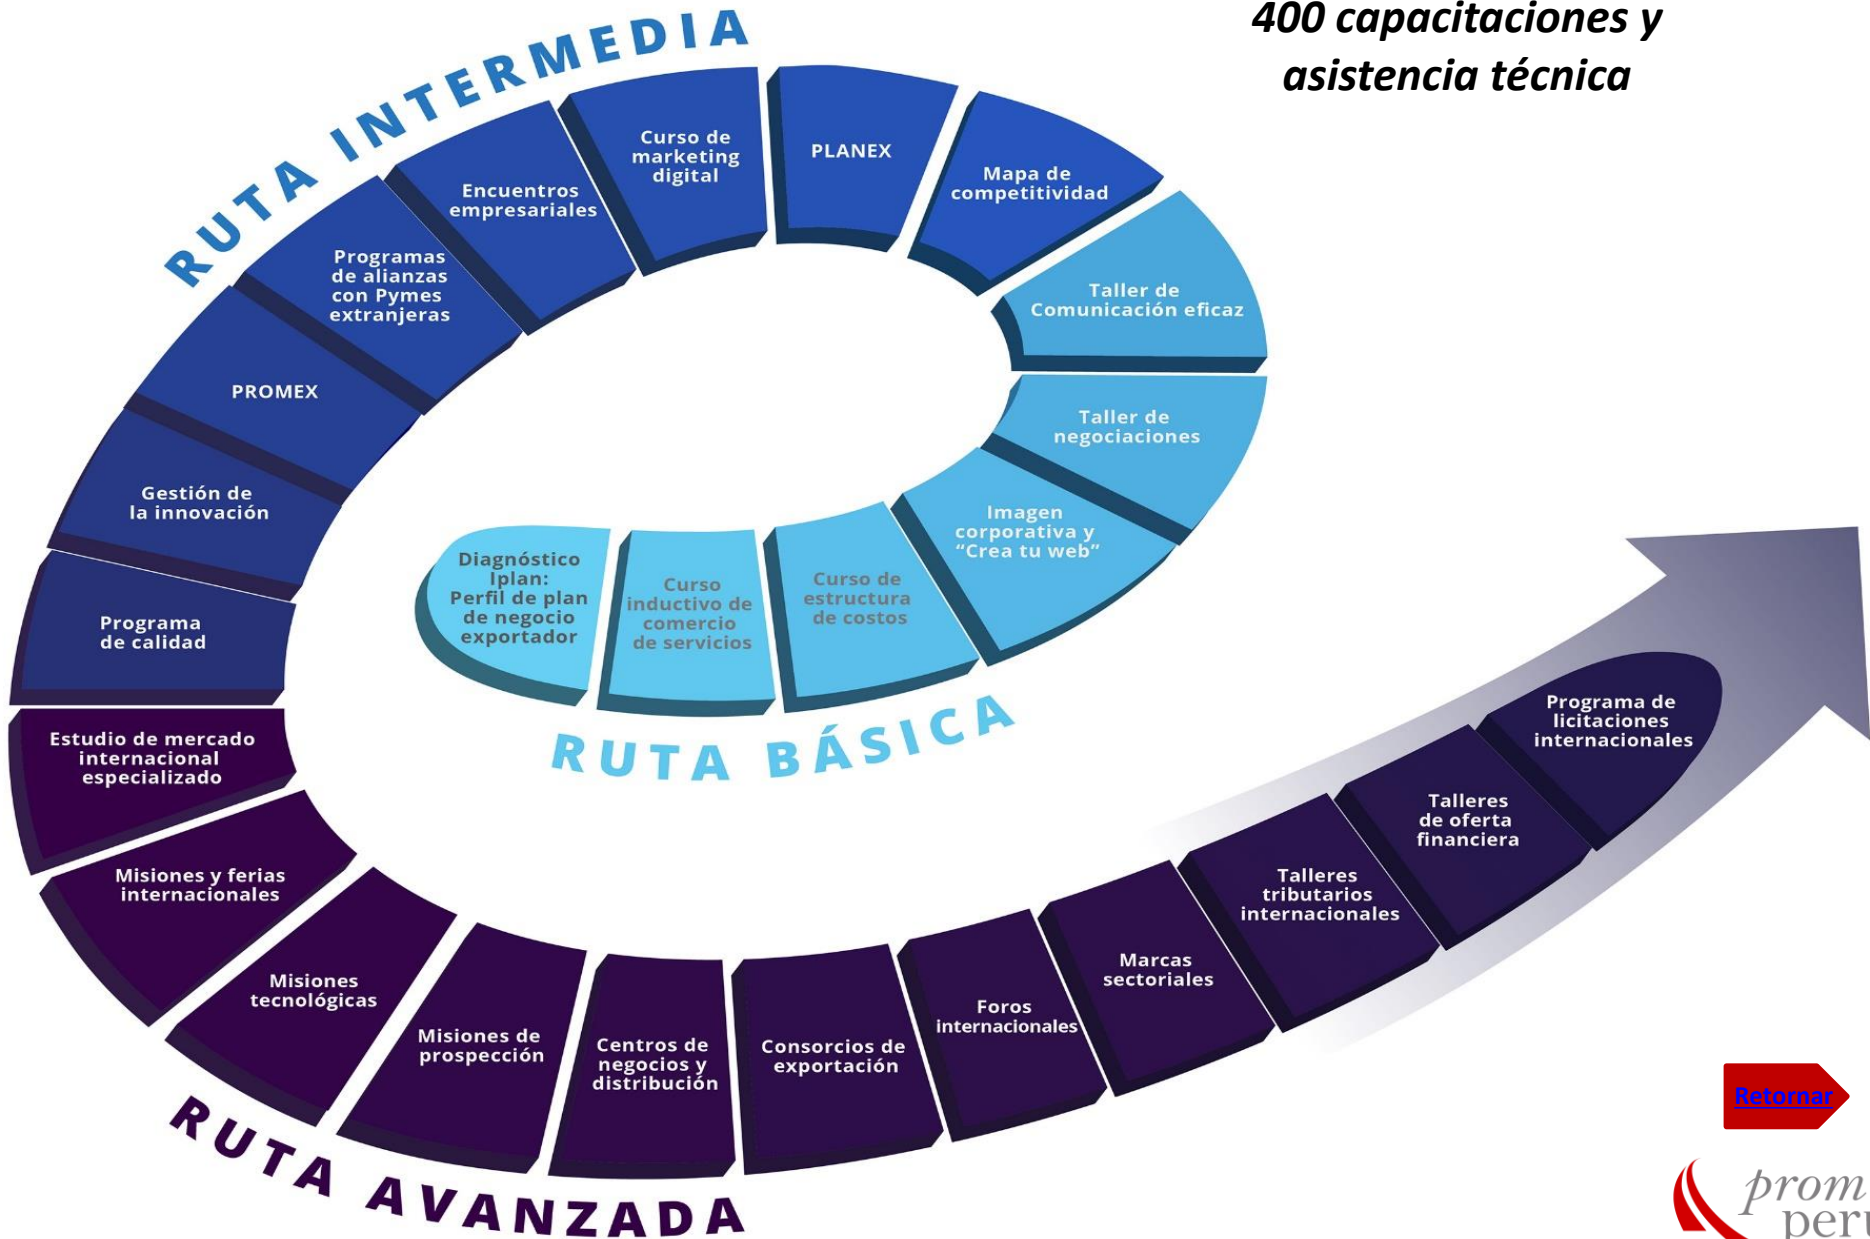 400 capacitaciones y
asistencia técnica
RUTA INTERMEDIA
Curso de
marketing
digital
PLANEX
Mapa de
competitividad
Encuentros
empresariales
Programas
de alianzas
con Pymes
extranjeras
PROMEX
Gestión de
la innovación
Programa
de calidad
Taller de
Comunicación eficaz
Taller de
negociaciones
Imagen
corporativa y
“Crea tu web”
Curso de
estructura
de costos
Curso
inductivo de
comercio
de servicios
Diagnóstico
Iplan:
Perfil de plan
de negocio
exportador
RUTA BÁSICA
Estudio de mercado
internacional
especializado
Misiones y ferias
internacionales
Misiones
tecnológicas
Misiones de
prospección
Centros de
negocios y
distribución
Consorcios de
exportación
Foros
internacionales
Marcas
sectoriales
Talleres
tributarios
internacionales
Talleres
de oferta
financiera
Programa de
licitaciones
internacionales
RUTA AVANZADA
Retornar
prom
perú